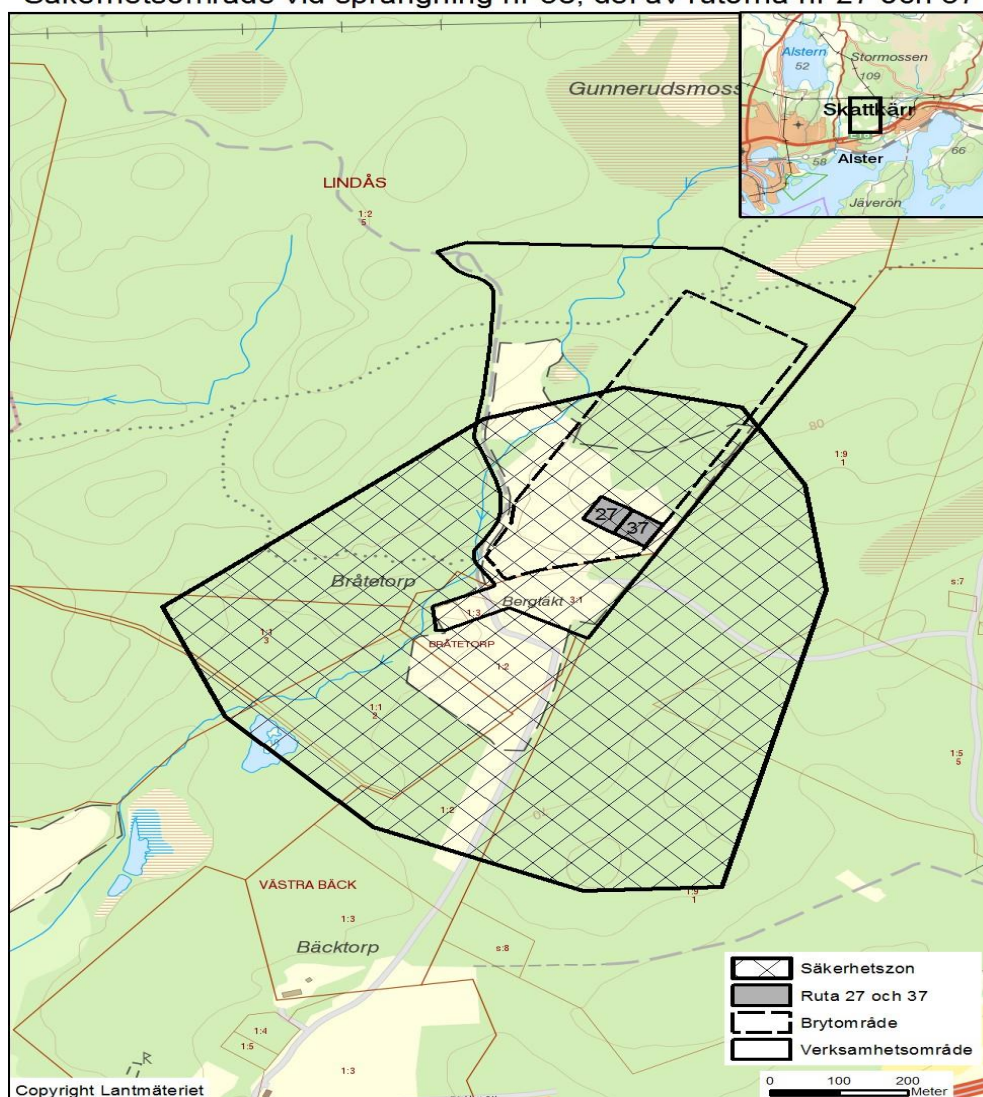 Säkerhetsområde vid sprängning nr 38, del av rutorna nr 27 och 37
Alstern
52
Stormossen
109
Skattkärr
Alster
58
66
Jäverön
Gunnerudsmoss
LINDÅS
1:2
5
80
1:9
1
27
37
s:7
Bråtetorp
Bergtäkt
3:1
1:3
1:1
3
BRÅTETORP
1:2
1:1
2
1:5
5
1:2
70
VÄSTRA BÄCK
1:9
1
1:3
Bäcktorp
s:8
1:4
1:5
1:3
Säkerhetszon
Ruta 27 och 37
Brytområde
Verksamhetsområde
0 100 200
Meter
Copyright Lantmäteriet